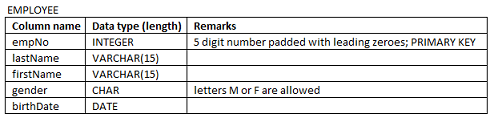 EMPLOYEE
Column name Data type (length) Remarks
empNo INTEGER 5 digit number padded with leading zeroes; PRIMARY KEY
lastName VARCHAR(15)
firstName VARCHAR(15)
gender CHAR letters M or F are allowed
birthDate DATE